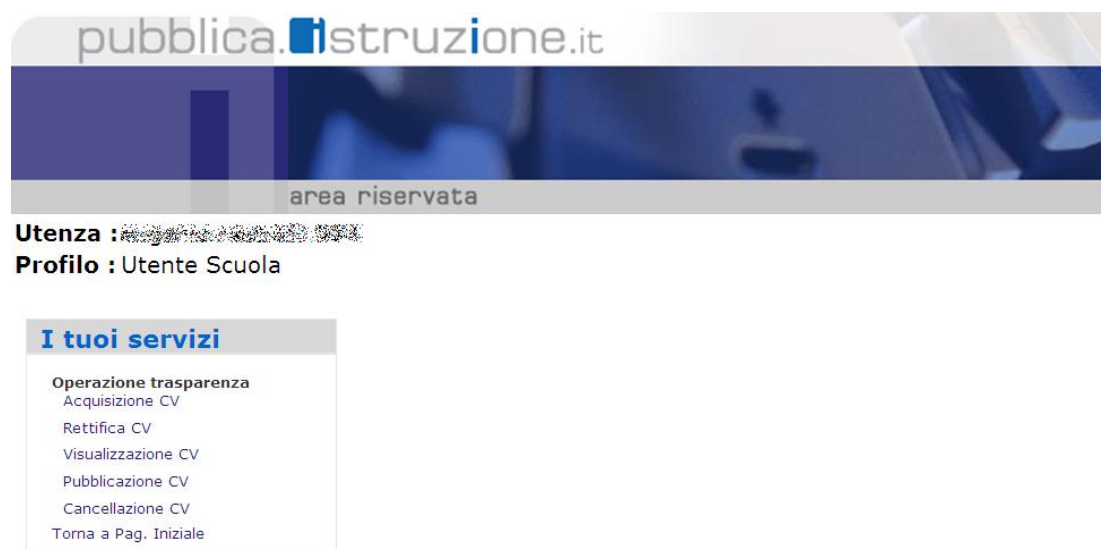 pubblica.istruzione.it
area riservata
Utenza :
Profilo : Utente Scuola
I tuoi servizi
Operazione trasparenza
Acquisizione CV
Rettifica CV
Visualizzazione CV
Pubblicazione CV
Cancellazione CV
Torna a Pag. Iniziale